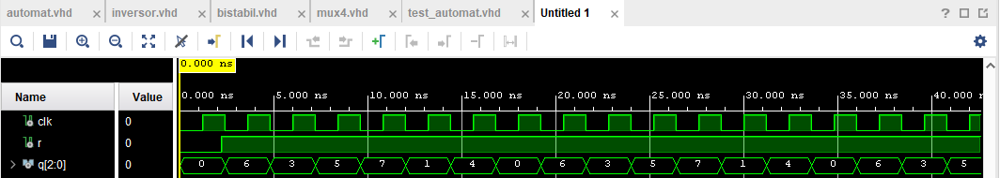 automat.vhd inversor.vhd bistabil.vhd mux4.vhd test_automat.vhd Untitled 1
0.000 ns
Name Value 0.000 ns 5.000 ns 10.000 ns 15.000 ns 20.000 ns 25.000 ns 30.000 ns 35.000 ns 40.000 ns
clk 0
r 0
q[2:0] 0 0 6 3 5 7 1 4 0 6 3 5 7 1 4 0 6 3 5